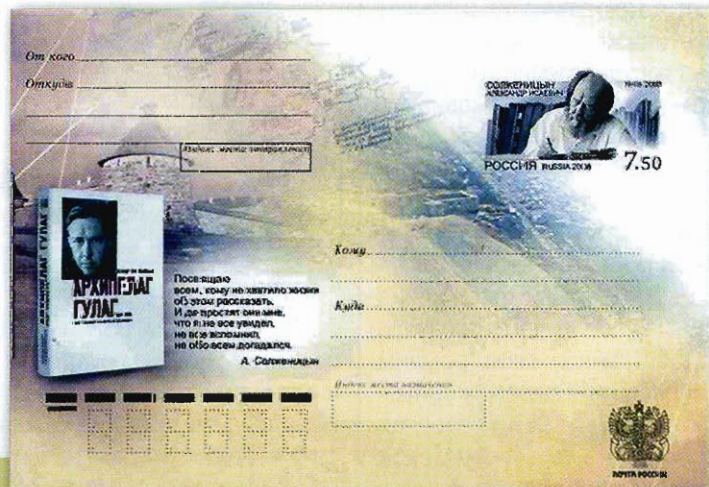 От кого
Откуда
Индекс места отправления
СОЛЖЕНИЦЫН
АЛЕКСАНДР ИСАЕВИЧ
РОССИЯ RUSSIA 2008
7.50
АРХИПЕЛАГ
ГУЛАГ
АРХИПЕЛАГ ГУЛАГ
Посвящаю
всем, кому не хватило жизни
об этом рассказать.
И да простят они мне,
что я не все увидел,
не все вспомнил,
не обо всем догадался.
А. Солженицын
Кому
Куда
Индекс места назначения
ПОЧТА РОССИИ